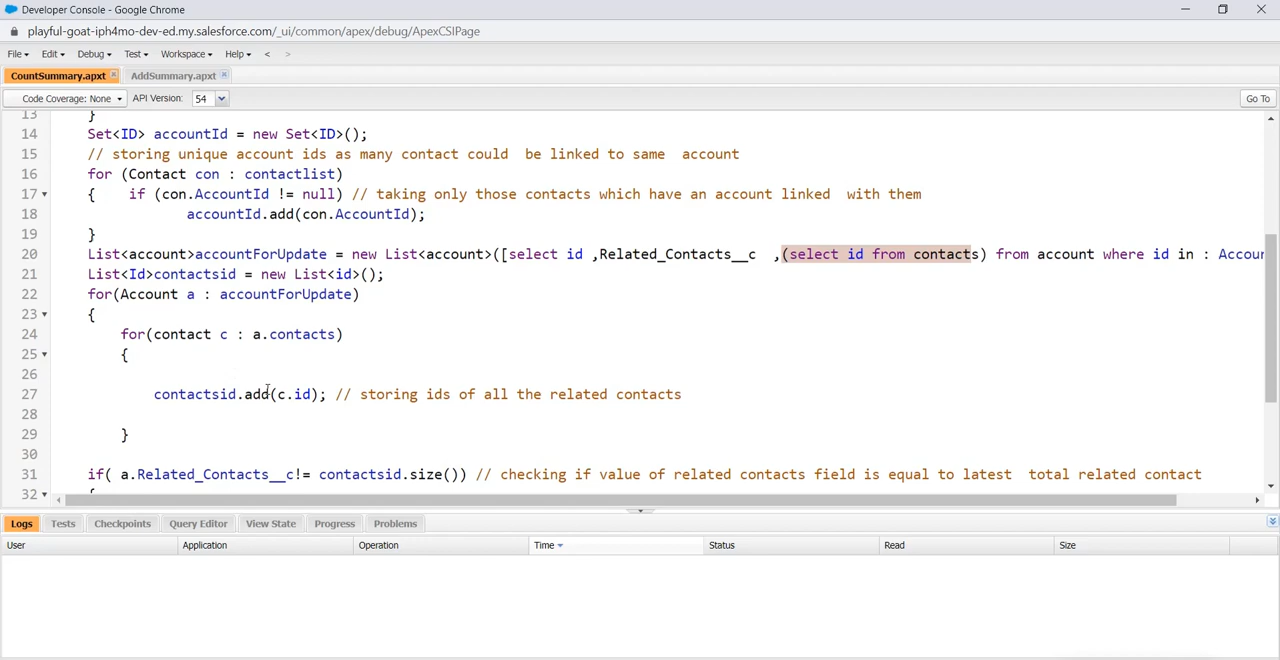 Developer Console - Google Chrome
playful-goat-iph4mo-dev-ed.my.salesforce.com/_ui/common/apex/debug/ApexCSIPage
File Edit Debug Test Workspace Help < >
CountSummary.apxt AddSummary.apxt
Code Coverage: None API Version: 54 Go To
13 }
14 Set<ID> accountId = new Set<ID>();
15 // storing unique account ids as many contact could be linked to same account
16 for (Contact con : contactlist)
17 { if (con.AccountId != null) // taking only those contacts which have an account linked with them
18 accountId.add(con.AccountId);
19 }
20 List<account>accountForUpdate = new List<account>([select id ,Related_Contacts__c ,(select id from contacts) from account where id in : Accour
21 List<Id>contactsid = new List<id>();
22 for(Account a : accountForUpdate)
23 {
24 for(contact c : a.contacts)
25 {
26
27 contactsid.add(c.id); // storing ids of all the related contacts
28
29 }
30
31 if( a.Related_Contacts__c!= contactsid.size()) // checking if value of related contacts field is equal to latest total related contact
32
Logs Tests Checkpoints Query Editor View State Progress Problems
User Application Operation Time Status Read Size